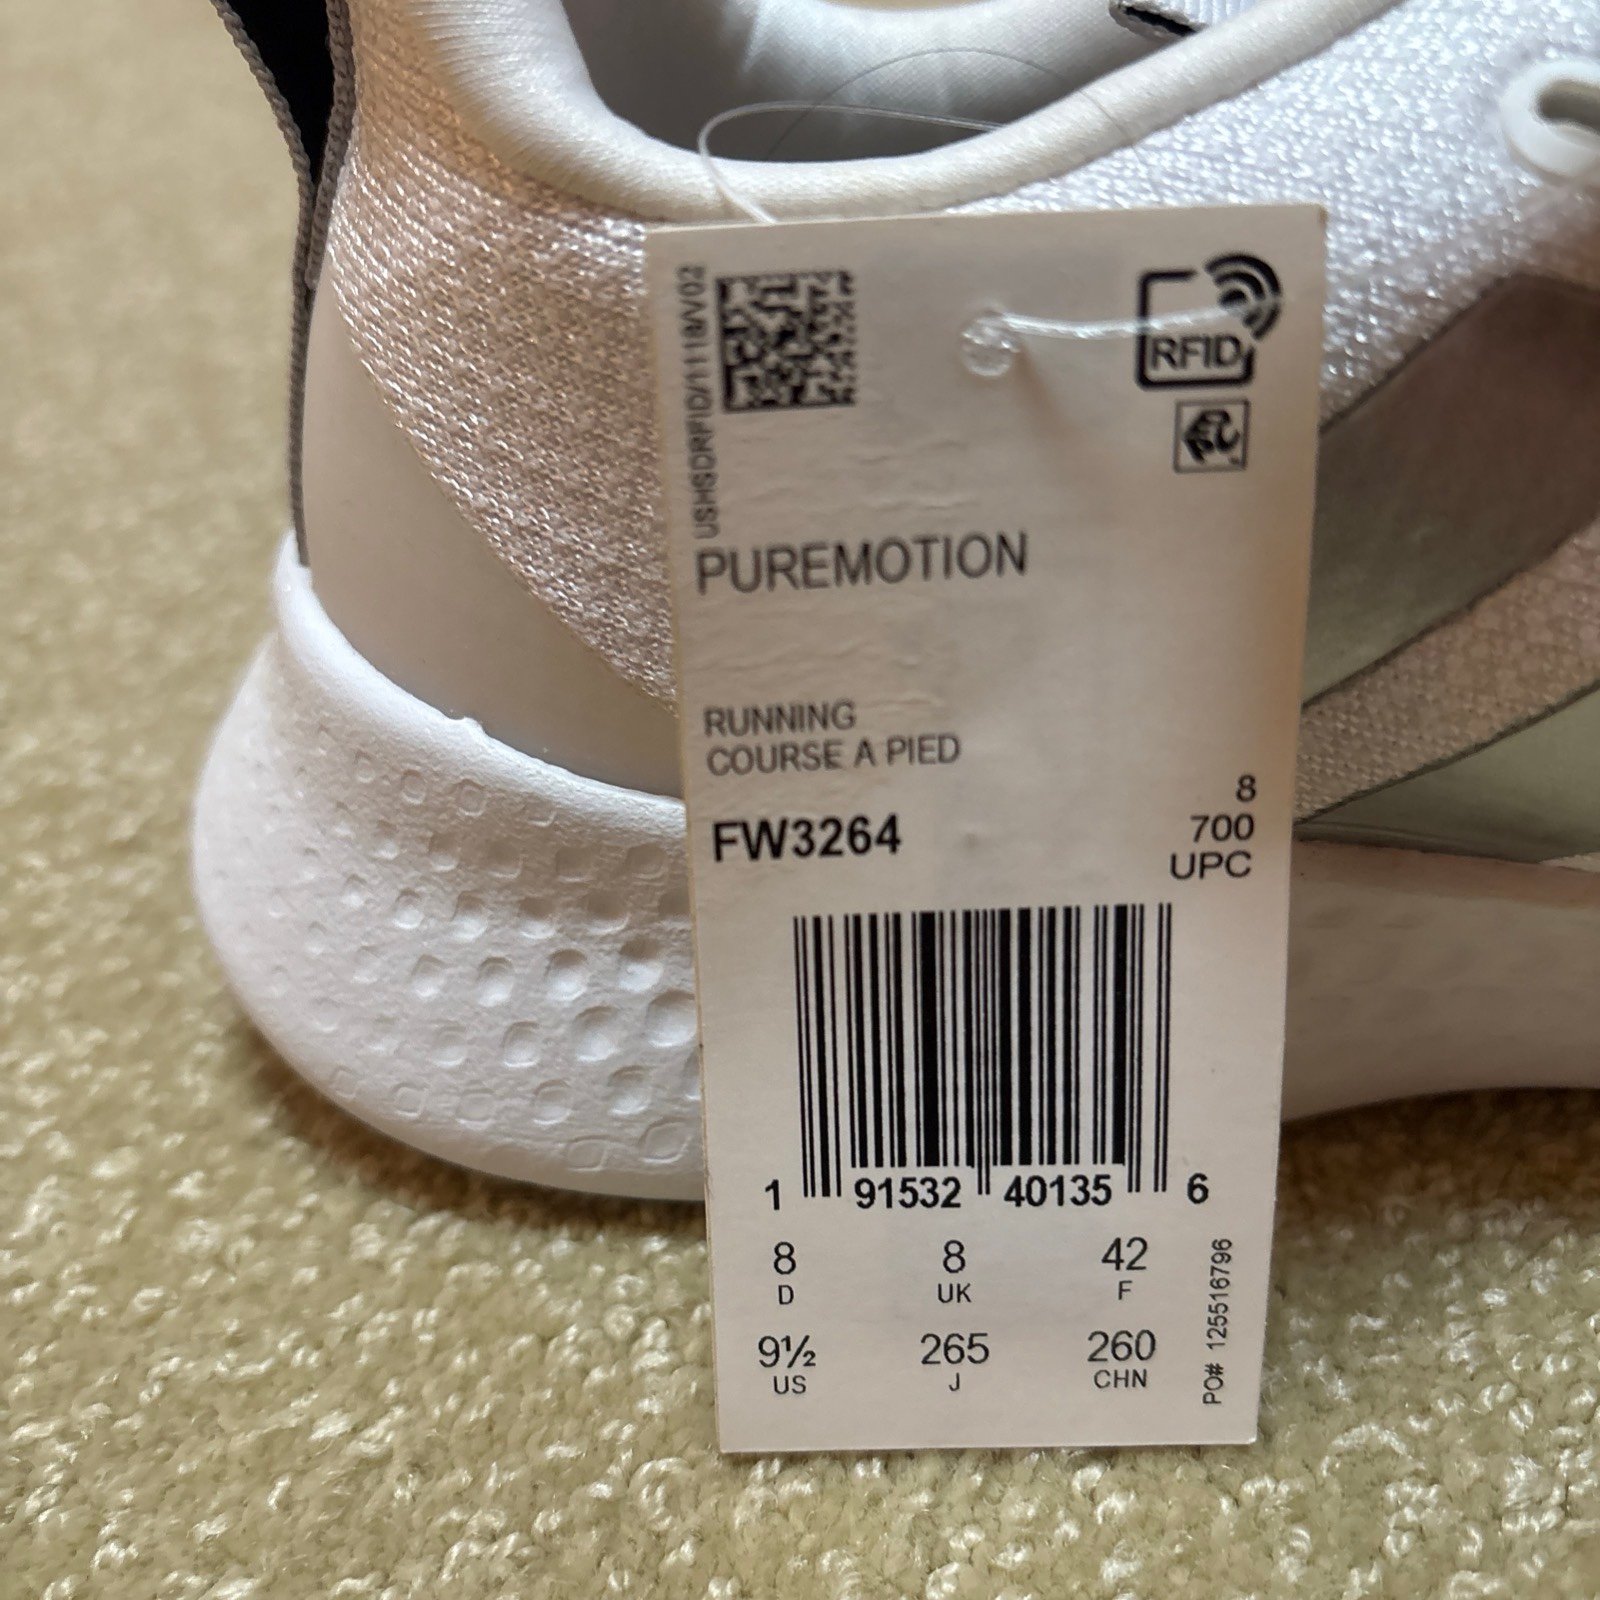 USHSDRFID/1118/V02
RFID
PUREMOTION
RUNNING
COURSE A PIED
FW3264
8
700
UPC
1 91532 40135 6
8 8 42
D UK F
9½ 265 260
US J CHN
PO# 125516796